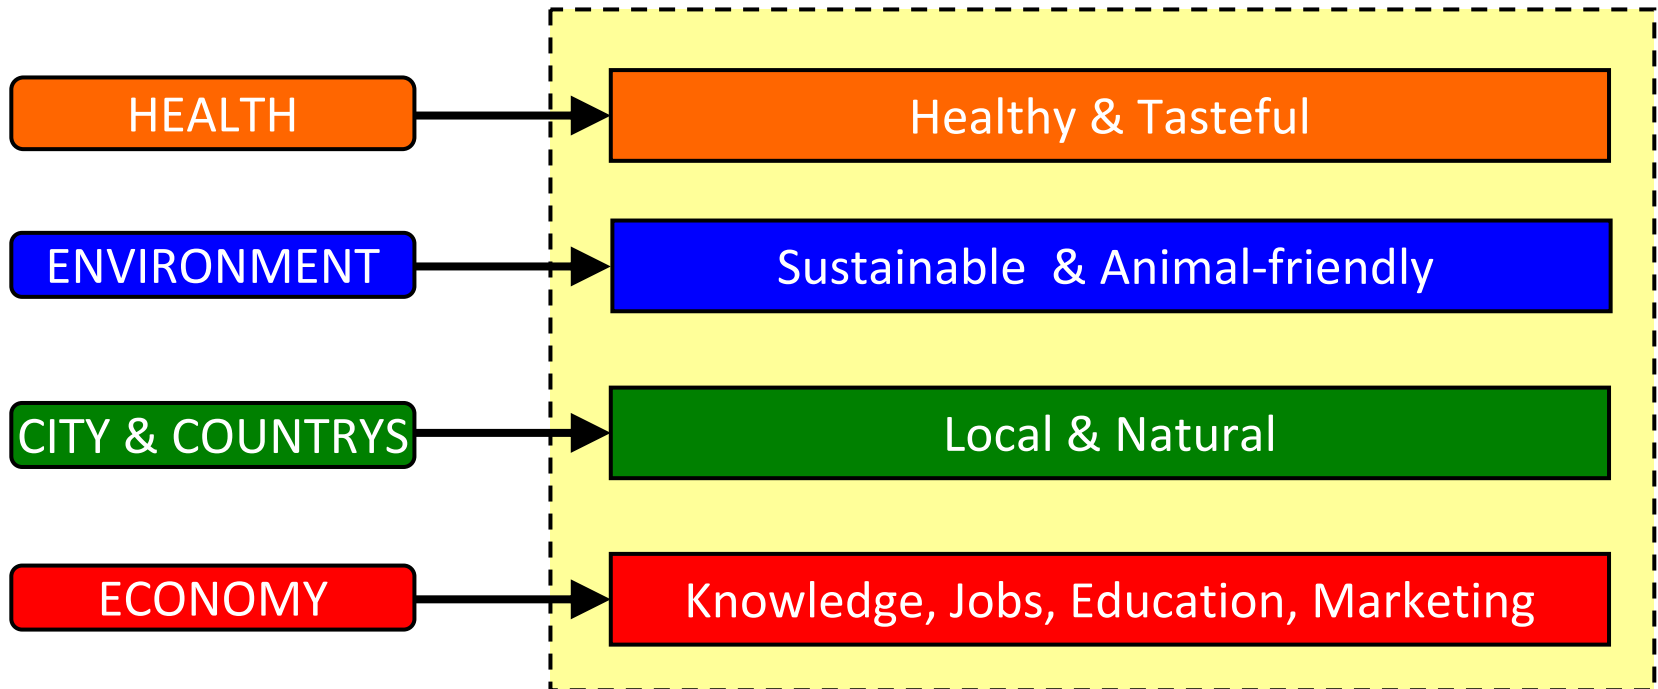 HEALTH
Healthy & Tasteful
ENVIRONMENT
Sustainable  & Animal-friendly
CITY & COUNTRYS
Local & Natural
ECONOMY
Knowledge, Jobs, Education, Marketing